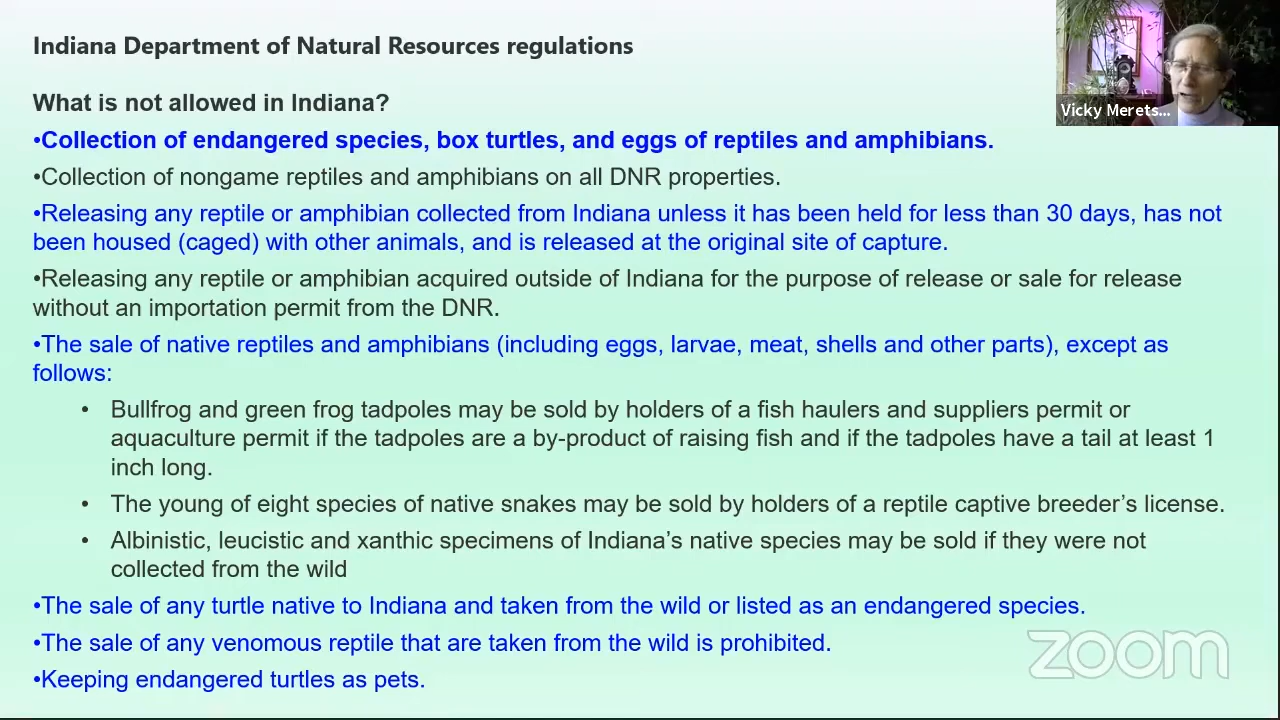 Indiana Department of Natural Resources regulations
Vicky Merets...
What is not allowed in Indiana?
•Collection of endangered species, box turtles, and eggs of reptiles and amphibians.
•Collection of nongame reptiles and amphibians on all DNR properties.
•Releasing any reptile or amphibian collected from Indiana unless it has been held for less than 30 days, has not
been housed (caged) with other animals, and is released at the original site of capture.
•Releasing any reptile or amphibian acquired outside of Indiana for the purpose of release or sale for release
without an importation permit from the DNR.
•The sale of native reptiles and amphibians (including eggs, larvae, meat, shells and other parts), except as
follows:
• Bullfrog and green frog tadpoles may be sold by holders of a fish haulers and suppliers permit or
aquaculture permit if the tadpoles are a by-product of raising fish and if the tadpoles have a tail at least 1
inch long.
• The young of eight species of native snakes may be sold by holders of a reptile captive breeder’s license.
• Albinistic, leucistic and xanthic specimens of Indiana’s native species may be sold if they were not
collected from the wild
•The sale of any turtle native to Indiana and taken from the wild or listed as an endangered species.
•The sale of any venomous reptile that are taken from the wild is prohibited.
•Keeping endangered turtles as pets.
zoom